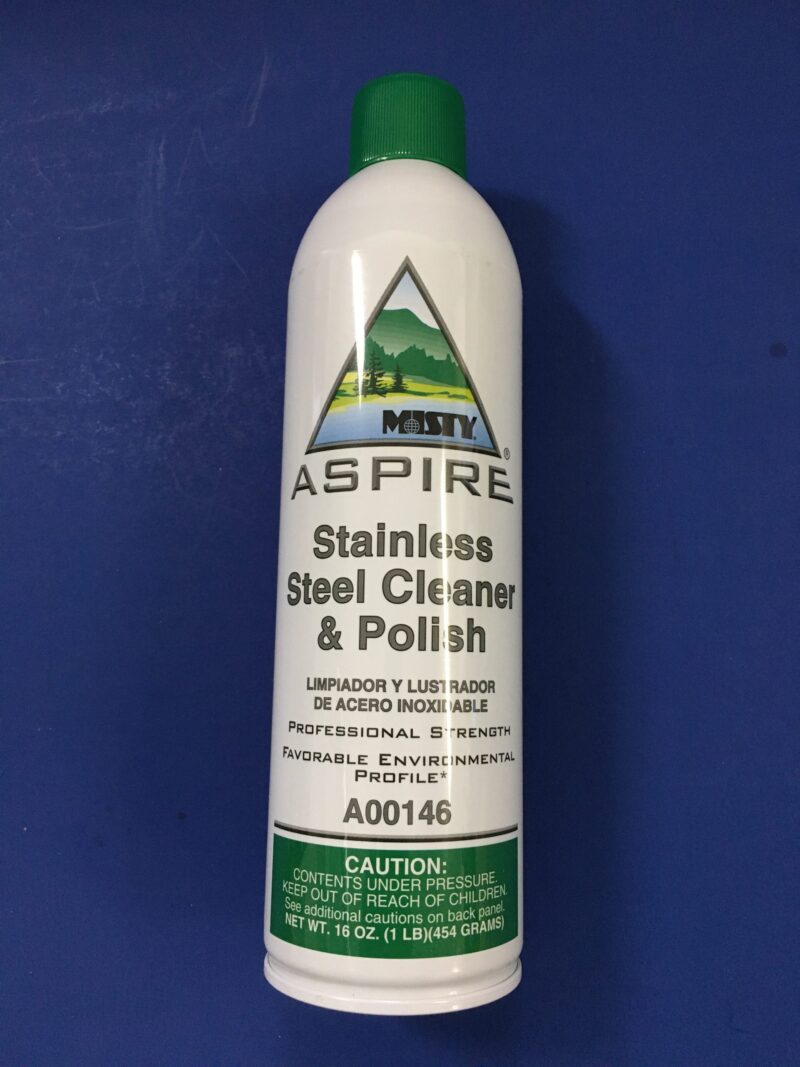 MISTY
ASPIRE®
Stainless
Steel Cleaner
& Polish
LIMPIADOR Y LUSTRADOR
DE ACERO INOXIDABLE
PROFESSIONAL STRENGTH
FAVORABLE ENVIRONMENTAL
PROFILE*
A00146
CAUTION:
CONTENTS UNDER PRESSURE.
KEEP OUT OF REACH OF CHILDREN.
See additional cautions on back panel.
NET WT. 16 OZ. (1 LB)(454 GRAMS)